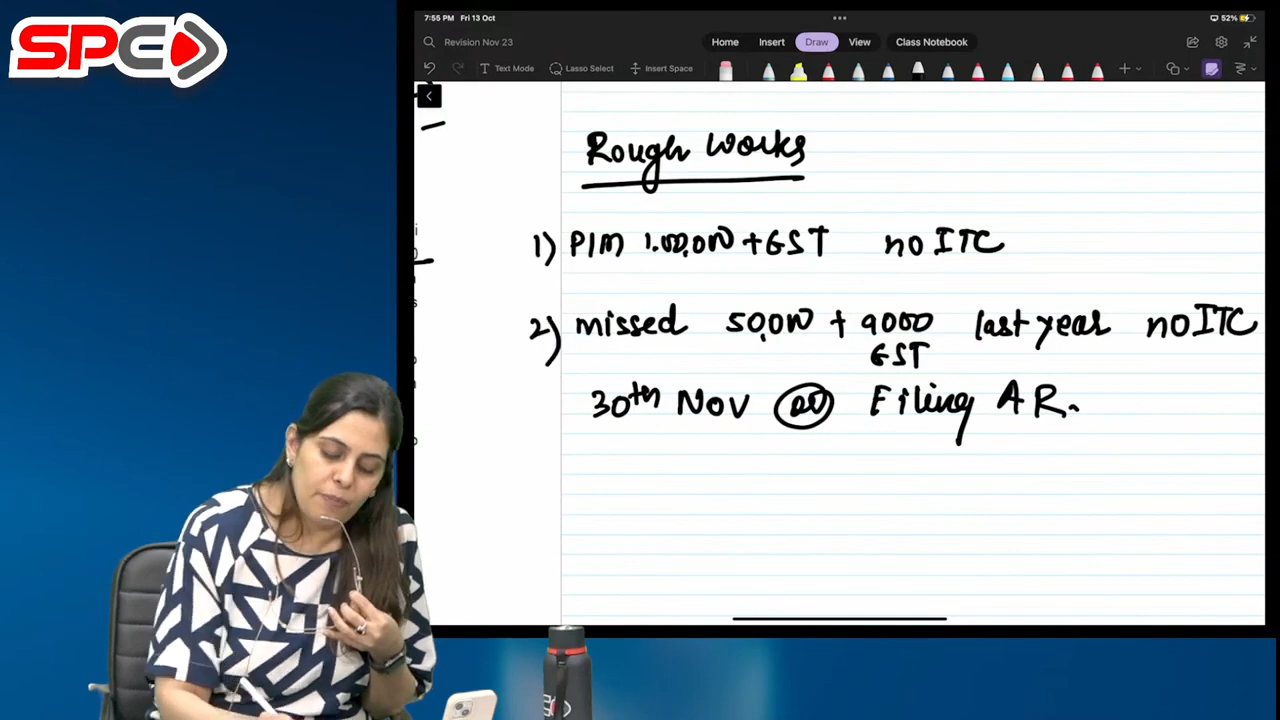 SPC
7:55 PM Fri 13 Oct
52%
Revision Nov 23
Home Insert Draw View Class Notebook
Text Mode Lasso Select Insert Space
Rough Works
1) P/M 1,00,000 + GST no ITC
2) missed 50,000 + 9000 last year no ITC
GST
30th Nov Filing AR.